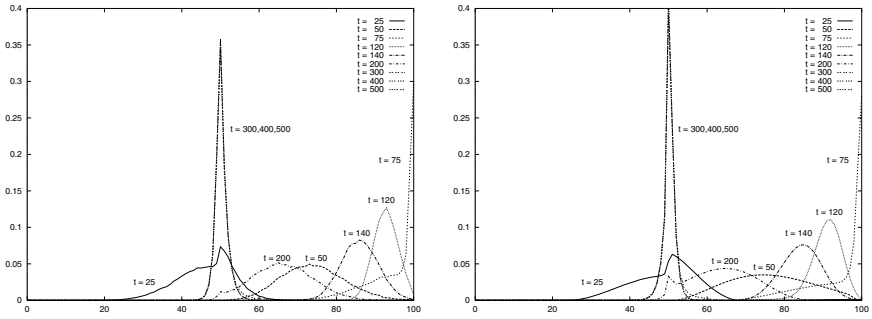 0.4
0.35
0.3
0.25
0.2
0.15
0.1
0.05
0
0 20 40 60 80 100
t = 25
t = 50
t = 75
t = 120
t = 140
t = 200
t = 300
t = 400
t = 500
t = 300,400,500
t = 75
t = 120
t = 140
t = 200
t = 50
t = 25
0.4
0.35
0.3
0.25
0.2
0.15
0.1
0.05
0
0 20 40 60 80 100
t = 25
t = 50
t = 75
t = 120
t = 140
t = 200
t = 300
t = 400
t = 500
t = 300,400,500
t = 75
t = 120
t = 140
t = 200
t = 50
t = 25